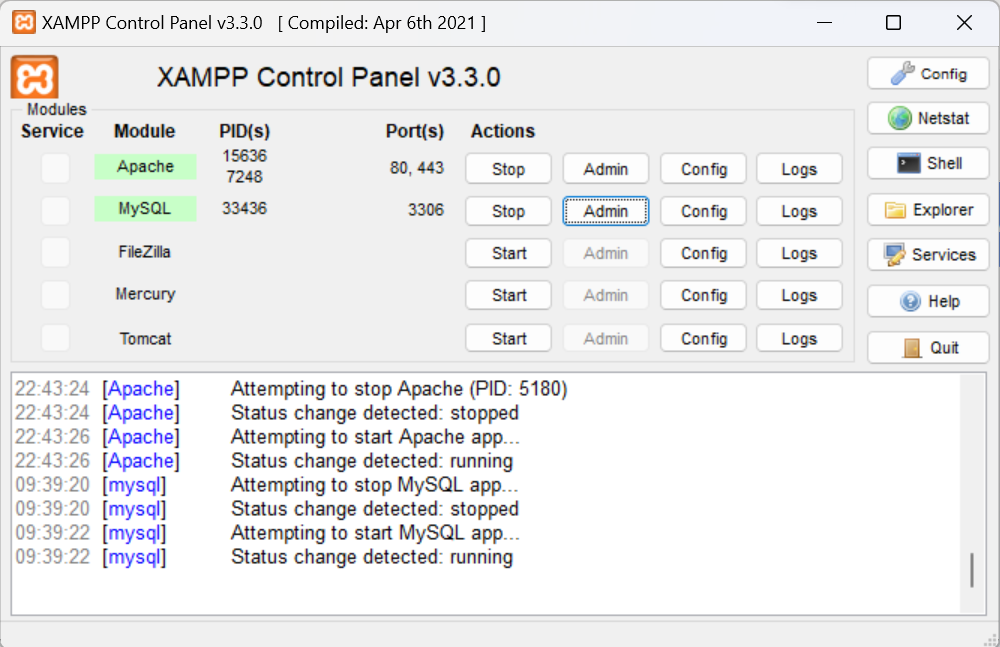 XAMPP Control Panel v3.3.0 [ Compiled: Apr 6th 2021 ]
XAMPP Control Panel v3.3.0
Config
Modules
Service Module PID(s) Port(s) Actions
Netstat
Apache 15636 7248 80, 443 Stop Admin Config Logs
Shell
MySQL 33436 3306 Stop Admin Config Logs
Explorer
FileZilla Start Admin Config Logs
Services
Mercury Start Admin Config Logs
Help
Tomcat Start Admin Config Logs
Quit
22:43:24 [Apache] Attempting to stop Apache (PID: 5180)
22:43:24 [Apache] Status change detected: stopped
22:43:26 [Apache] Attempting to start Apache app...
22:43:26 [Apache] Status change detected: running
09:39:20 [mysql] Attempting to stop MySQL app...
09:39:20 [mysql] Status change detected: stopped
09:39:22 [mysql] Attempting to start MySQL app...
09:39:22 [mysql] Status change detected: running